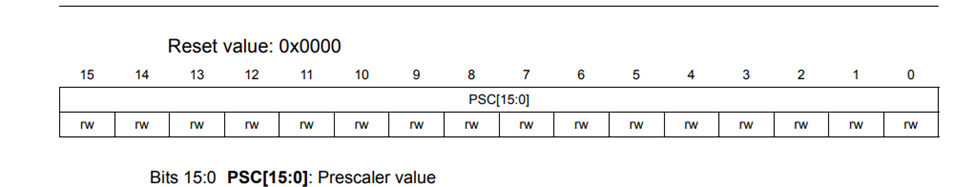 Reset value: 0x0000
15 14 13 12 11 10 9 8 7 6 5 4 3 2 1 0
PSC[15:0]
rw rw rw rw rw rw rw rw rw rw rw rw rw rw rw rw
Bits 15:0 PSC[15:0]: Prescaler value